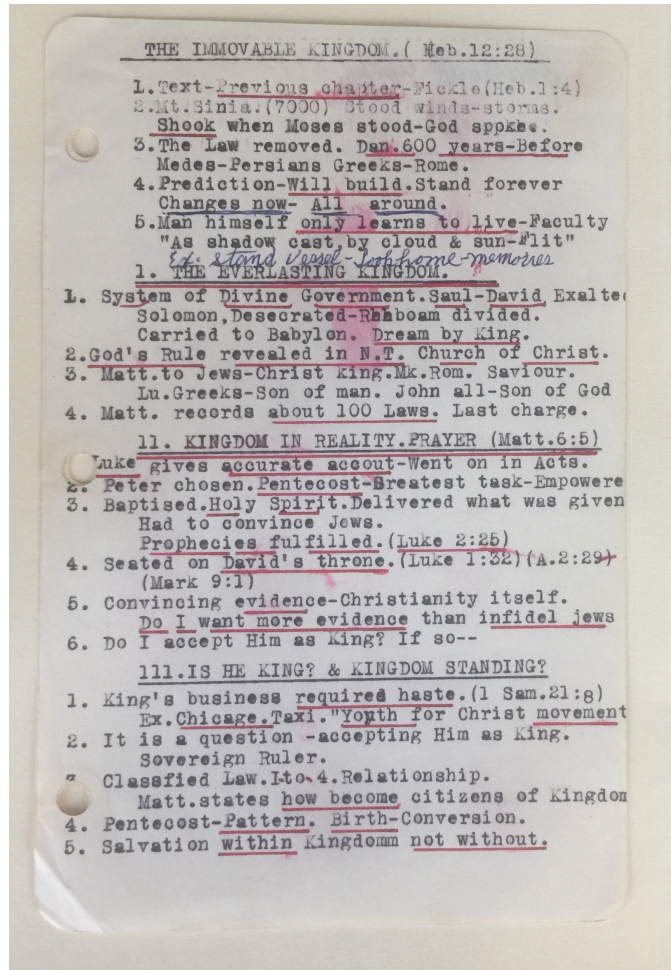 THE IMMOVABLE KINGDOM.( Heb.12:28)
1.Text-Previous chapter-Fickle(Heb.1:4)
2.Mt.Sinia.(7000) Stood winds-storms.
Shook when Moses stood-God sppkhe.
3.The Law removed. Dan.600 years-Before
Medes-Persians Greeks-Rome.
4.Prediction-Will build.Stand forever
Changes now- All around.
5.Man himself only learns to live-Faculty
"As shadow cast by cloud & sun-Flit"
Ex: stand vessel-Loophome-memories
1. THE EVERLASTING KINGDOM.
1. System of Divine Government.Saul-David Exalted
Solomon,Desecrated-Rehboam divided.
Carried to Babylon. Dream by King.
2.God's Rule revealed in N.T. Church of Christ.
3. Matt.to Jews-Christ king.Mk.Rom. Saviour.
Lu.Greeks-Son of man. John all-Son of God
4. Matt. records about 100 Laws. Last charge.
11. KINGDOM IN REALITY.PRAYER (Matt.6:5)
Luke gives accurate accout-Went on in Acts.
2. Peter chosen.Pentecost-Greatest task-Empowere
3. Baptised.Holy Spirit.Delivered what was given
Had to convince Jews.
Prophecies fulfilled.(Luke 2:25)
4. Seated on David's throne.(Luke 1:32)(A.2:29)
(Mark 9:1)
5. Convincing evidence-Christianity itself.
Do I want more evidence than infidel jews
6. Do I accept Him as King? If so--
111.IS HE KING? & KINGDOM STANDING?
1. King's business required haste.(1 Sam.21:8)
Ex.Chicago.Taxi."Youth for Christ movement
2. It is a question -accepting Him as King.
Sovereign Ruler.
3. Classfied Law.1to.4.Relationship.
Matt.states how become citizens of Kingdom
4. Pentecost-Pattern. Birth-Conversion.
5. Salvation within Kingdomm not without.